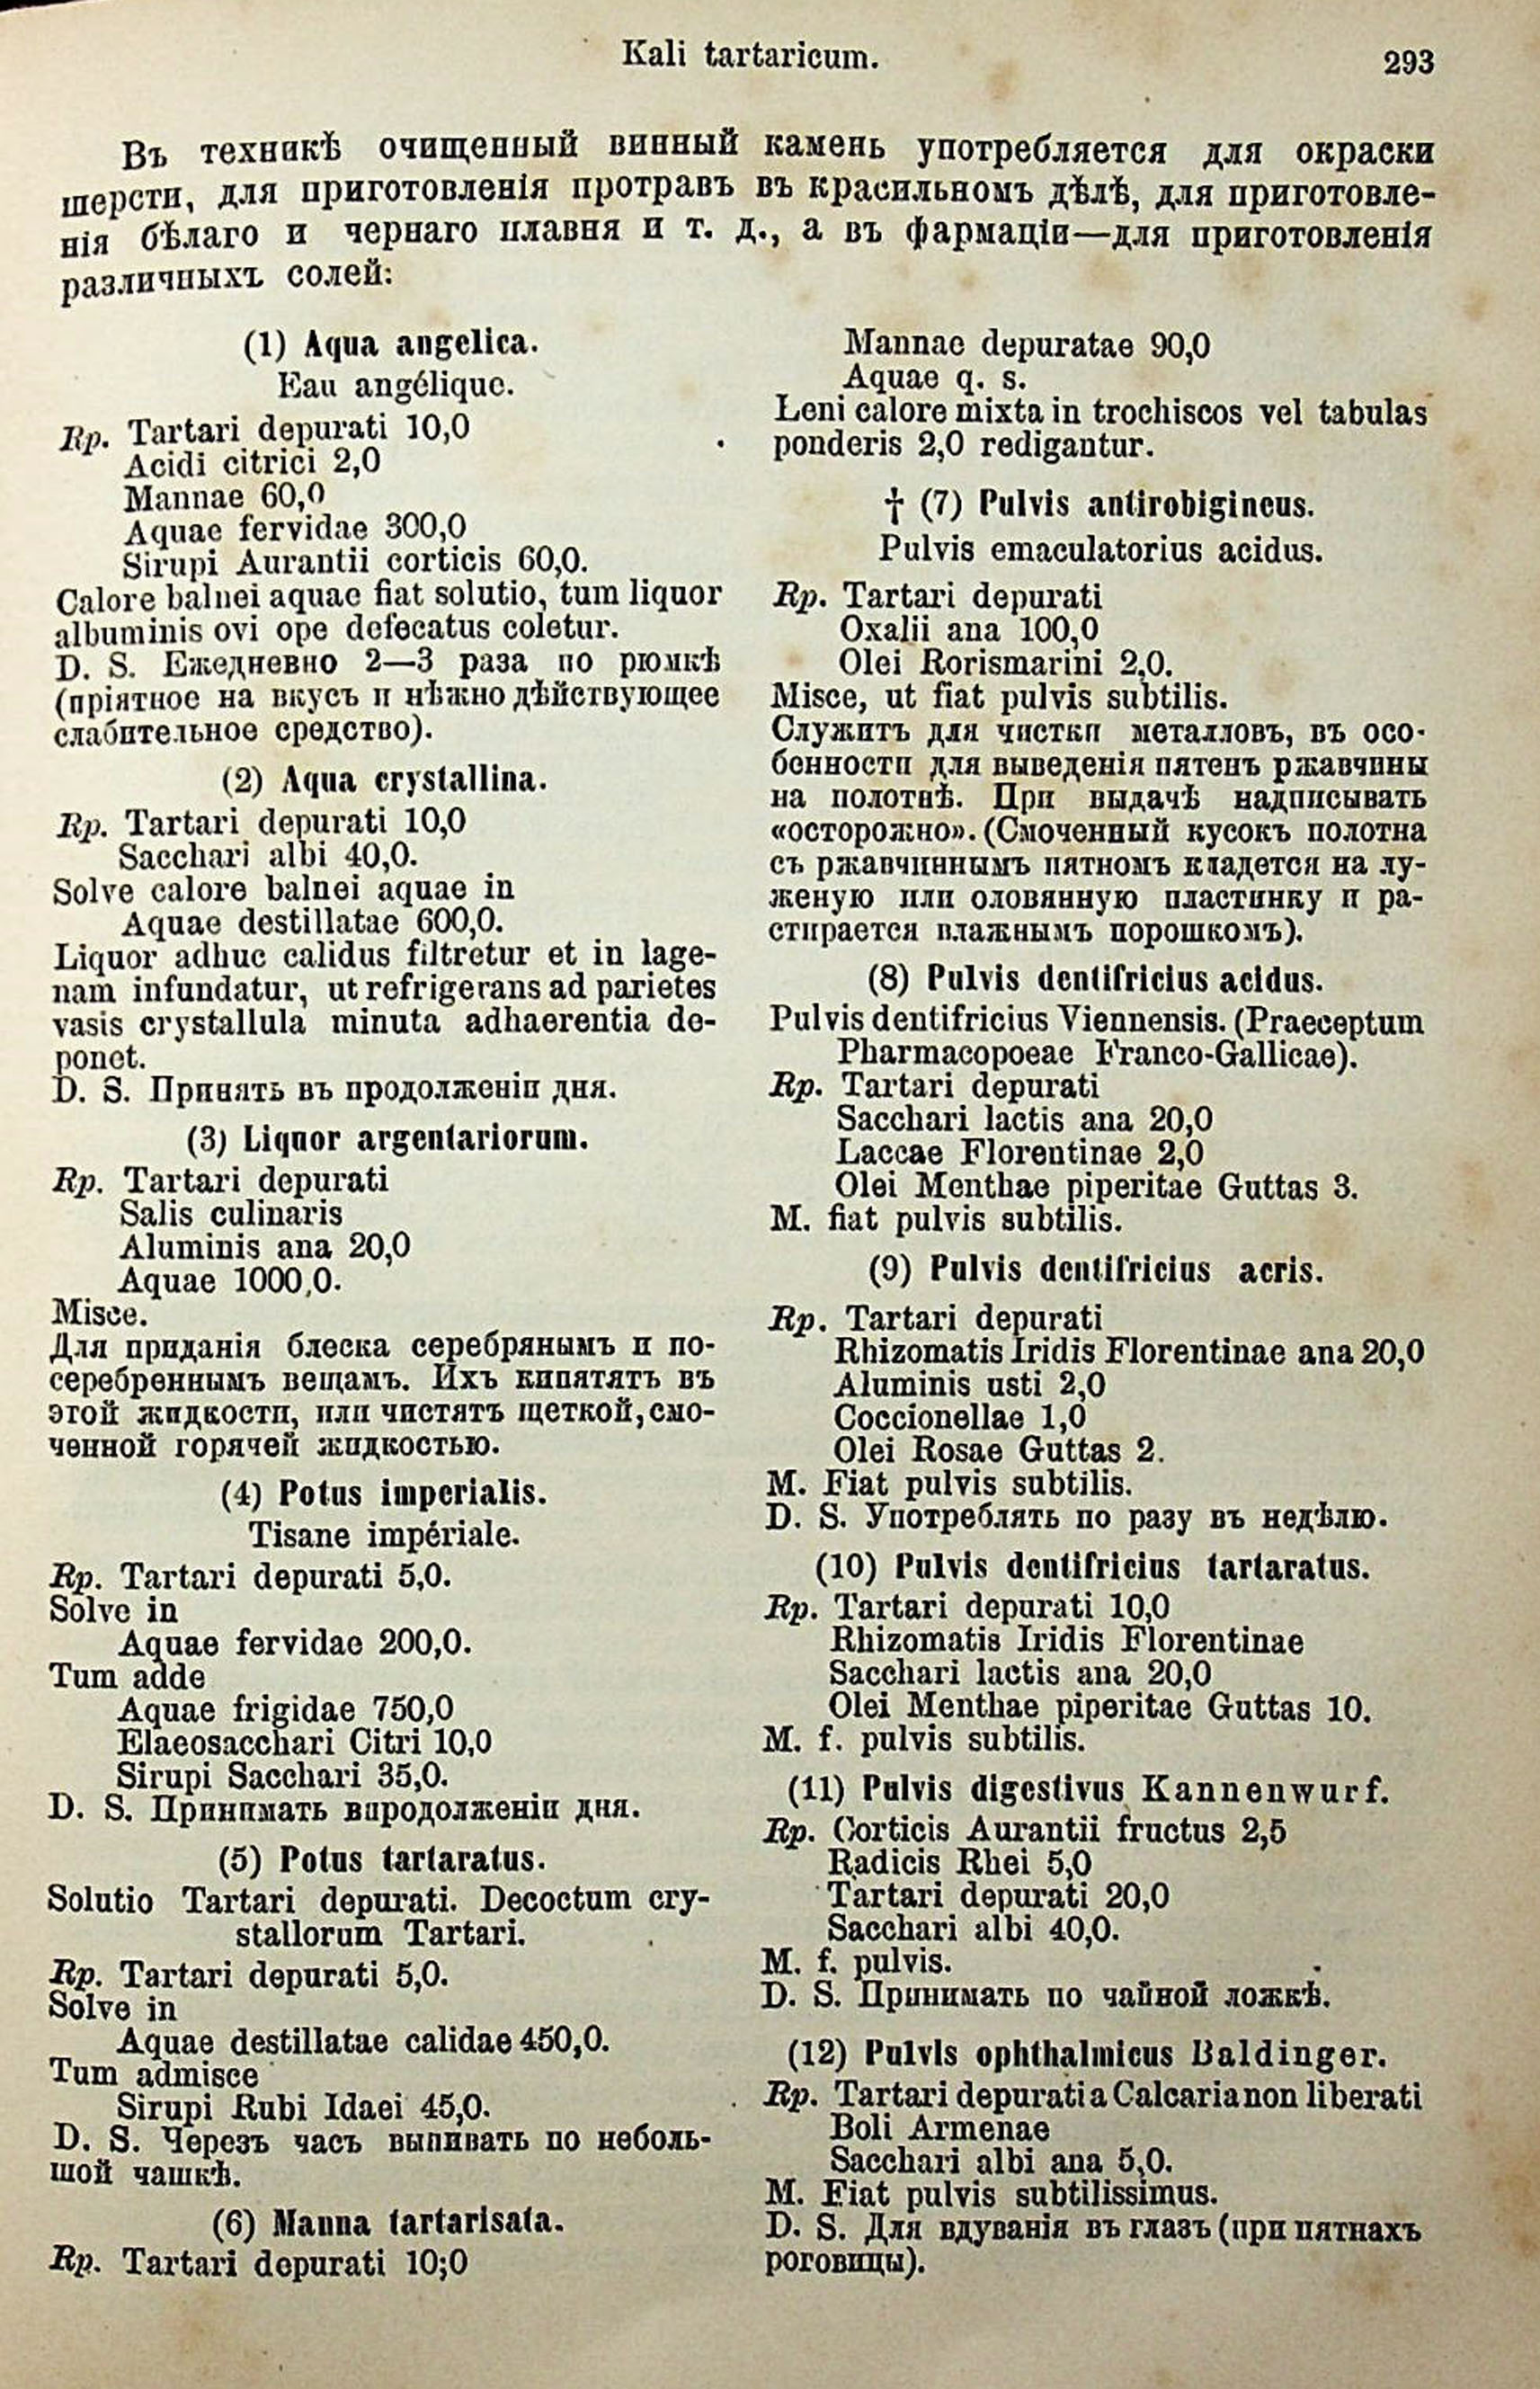 Kali tartaricum.
293
Въ техникѣ очищенный винный камень употребляется для окраски
шерсти, для приготовленія протравъ въ красильномъ дѣлѣ, для приготовле-
нія бѣлаго и чернаго плавня и т. д., а въ фармаціи—для приготовленія
различныхъ солей:
(1) Aqua angelica.
Eau angélique.
Rp. Tartari depurati 10,0
Acidi citrici 2,0
Mannae 60,0
Aquae fervidae 300,0
Sirupi Aurantii corticis 60,0.
Calore balnei aquae fiat solutio, tum liquor
albuminis ovi ope defecatus coletur.
D. S. Ежедневно 2—3 раза по рюмкѣ
(пріятное на вкусъ и нѣжно дѣйствующее
слабительное средство).
(2) Aqua crystallina.
Rp. Tartari depurati 10,0
Sacchari albi 40,0.
Solve calore balnei aquae in
Aquae destillatae 600,0.
Liquor adhuc calidus filtretur et in lage-
nam infundatur, ut refrigerans ad parietes
vasis crystallula minuta adhaerentia de-
ponet.
D. S. Принять въ продолженіи дня.
(3) Liquor argentariorum.
Rp. Tartari depurati
Salis culinaris
Aluminis ana 20,0
Aquae 1000,0.
Misce.
Для приданія блеска серебрянымъ и по-
серебреннымъ вещамъ. Ихъ кипятятъ въ
этой жидкости, или чистятъ щеткой, смо-
ченной горячей жидкостью.
(4) Potus imperialis.
Tisane impériale.
Rp. Tartari depurati 5,0.
Solve in
Aquae fervidae 200,0.
Tum adde
Aquae frigidae 750,0
Elaeosacchari Citri 10,0
Sirupi Sacchari 35,0.
D. S. Принимать впродолженіи дня.
(5) Potus tartaratus.
Solutio Tartari depurati. Decoctum cry-
stallorum Tartari.
Rp. Tartari depurati 5,0.
Solve in
Aquae destillatae calidae 450,0.
Tum admisce
Sirupi Rubi Idaei 45,0.
D. S. Черезъ часъ выпивать по неболь-
шой чашкѣ.
(6) Manna tartarisata.
Rp. Tartari depurati 10;0
Mannae depuratae 90,0
Aquae q. s.
Leni calore mixta in trochiscos vel tabulas
ponderis 2,0 redigantur.
† (7) Pulvis antirobigineus.
Pulvis emaculatorius acidus.
Rp. Tartari depurati
Oxalii ana 100,0
Olei Rorismarini 2,0.
Misce, ut fiat pulvis subtilis.
Служитъ для чистки металловъ, въ осо-
бенности для выведенія пятенъ ржавчины
на полотнѣ. При выдачѣ надписывать
«осторожно». (Смоченный кусокъ полотна
съ ржавчиннымъ пятномъ кладется на лу-
женую или оловянную пластинку и ра-
стирается влажнымъ порошкомъ).
(8) Pulvis dentifricius acidus.
Pulvis dentifricius Viennensis. (Praeceptum
Pharmacopoeae Franco-Gallicae).
Rp. Tartari depurati
Sacchari lactis ana 20,0
Laccae Florentinae 2,0
Olei Menthae piperitae Guttas 3.
M. fiat pulvis subtilis.
(9) Pulvis dentifricius acris.
Rp. Tartari depurati
Rhizomatis Iridis Florentinae ana 20,0
Aluminis usti 2,0
Coccionellae 1,0
Olei Rosae Guttas 2.
M. Fiat pulvis subtilis.
D. S. Употреблять по разу въ недѣлю.
(10) Pulvis dentifricius tartaratus.
Rp. Tartari depurati 10,0
Rhizomatis Iridis Florentinae
Sacchari lactis ana 20,0
Olei Menthae piperitae Guttas 10.
M. f. pulvis subtilis.
(11) Pulvis digestivus Kannenwurf.
Rp. Corticis Aurantii fructus 2,5
Radicis Rhei 5,0
Tartari depurati 20,0
Sacchari albi 40,0.
M. f. pulvis.
D. S. Принимать по чайной ложкѣ.
(12) Pulvis ophthalmicus Baldinger.
Rp. Tartari depurati a Calcaria non liberati
Boli Armenae
Sacchari albi ana 5,0.
M. Fiat pulvis subtilissimus.
D. S. Для вдуванія въ глазъ (при пятнахъ
роговицы).